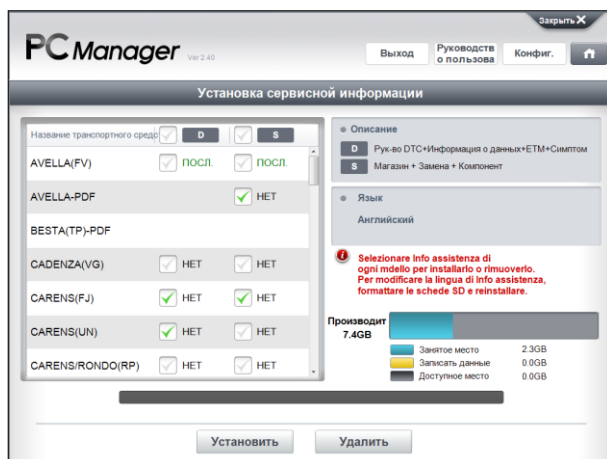 Закрыть X
PC Manager Ver 2.40
Выход
Руководств
о пользова
Конфиг.
Установка сервисной информации
Название транспортного средс D S
AVELLA(FV) ПОСЛ. ПОСЛ.
AVELLA-PDF НЕТ
BESTA(TP)-PDF
CADENZA(VG) НЕТ НЕТ
CARENS(FJ) НЕТ НЕТ
CARENS(UN) НЕТ НЕТ
CARENS/RONDO(RP) НЕТ НЕТ
Описание
D Рук-во DTC+Информация о данных+ETM+Симптом
S Магазин + Замена + Компонент
Язык
Английский
Selezionare Info assistenza di
ogni mdello per installarlo o rimuoverlo.
Per modificare la lingua di Info assistenza,
formattare le schede SD e reinstallare.
Производит
7.4GB
Занятое место 2.3GB
Записать данные 0.0GB
Доступное место 0.0GB
Установить
Удалить